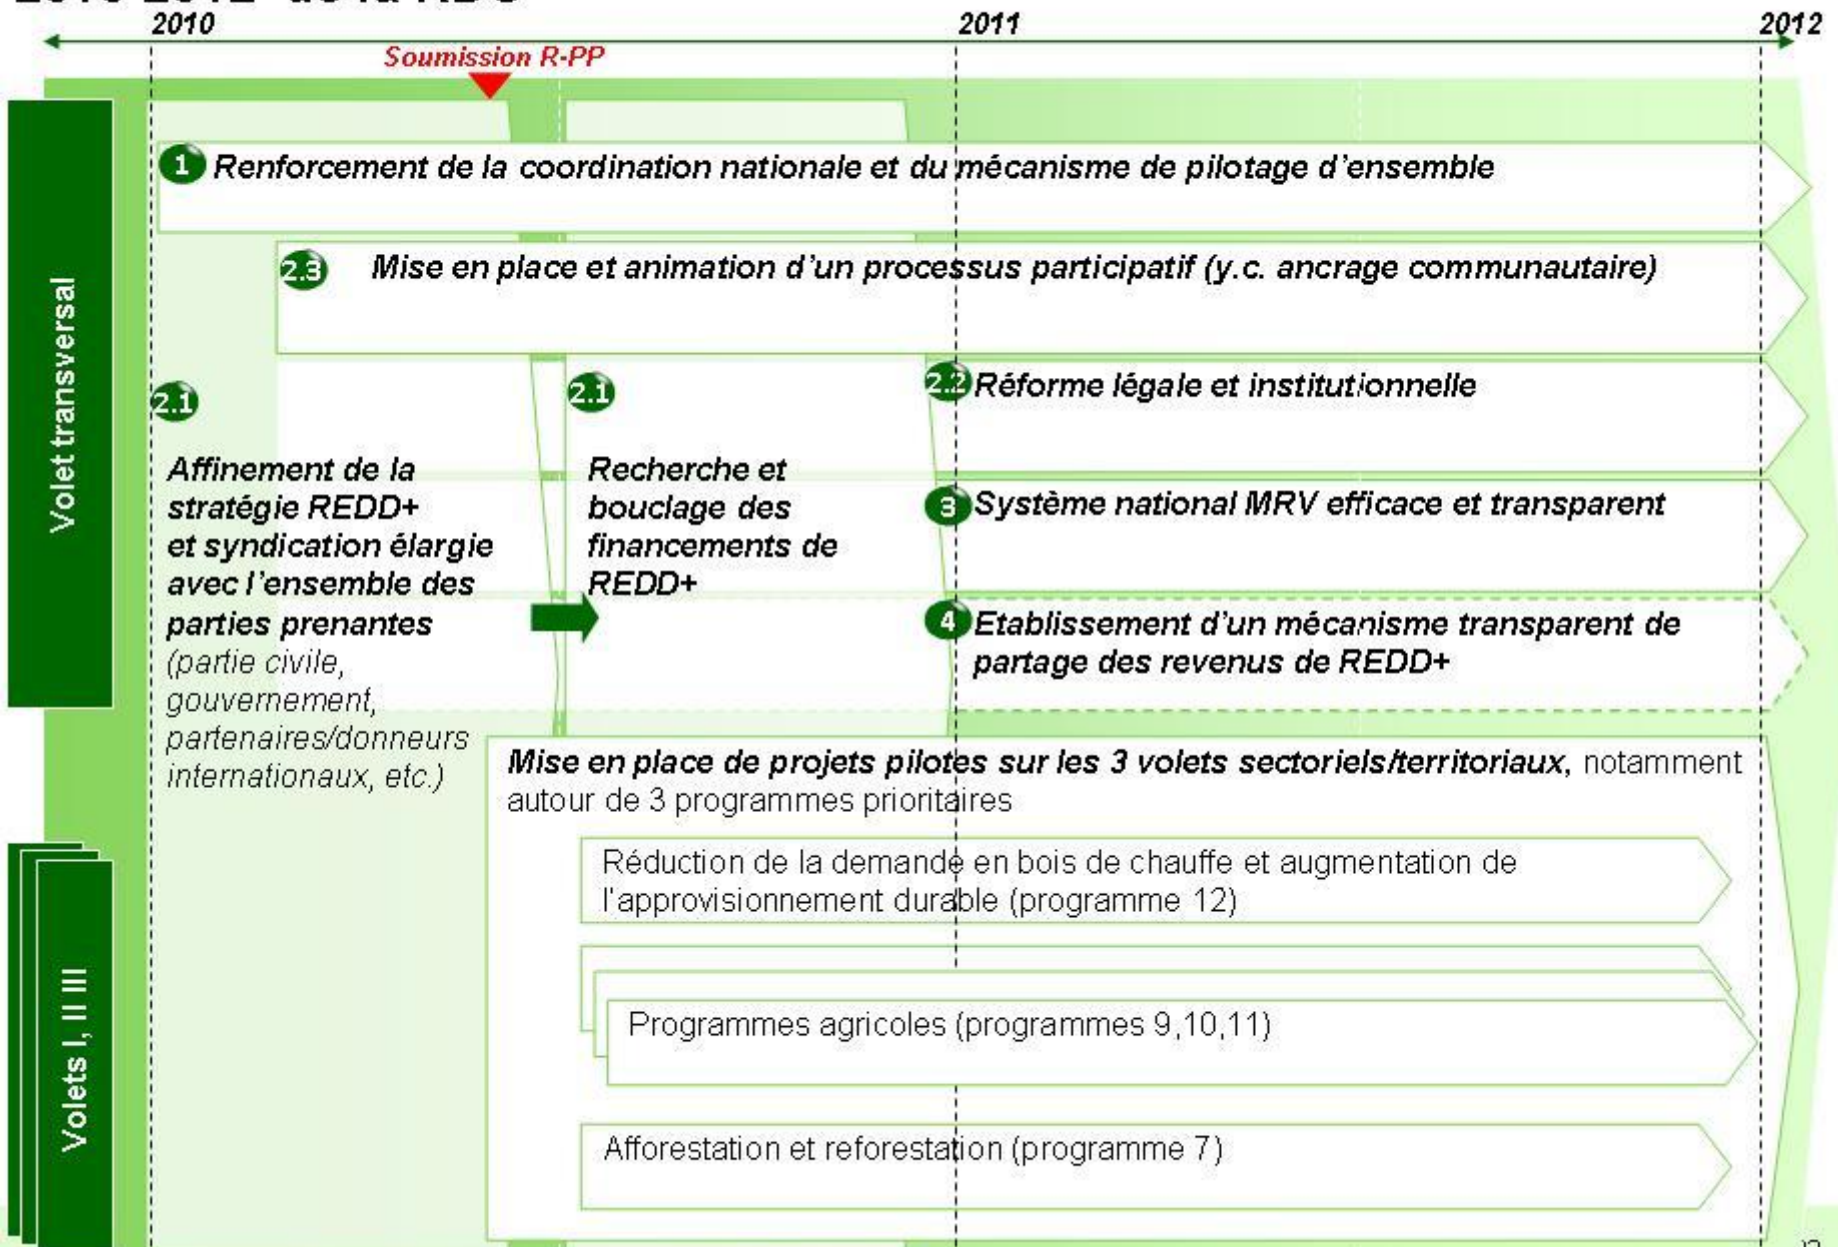 2010
2011
2012
Soumission R-PP
Volet transversal
1 Renforcement de la coordination nationale et du mécanisme de pilotage d'ensemble
2.3 Mise en place et animation d'un processus participatif (y.c. ancrage communautaire)
2.1
Affinement de la
stratégie REDD+
et syndication élargie
avec l'ensemble des
parties prenantes
(partie civile,
gouvernement,
partenaires/donneurs
internationaux, etc.)
2.1
Recherche et
bouclage des
financements de
REDD+
2.2 Réforme légale et institutionnelle
3 Système national MRV efficace et transparent
4 Etablissement d'un mécanisme transparent de
partage des revenus de REDD+
Volets I, II III
Mise en place de projets pilotes sur les 3 volets sectoriels/territoriaux, notamment
autour de 3 programmes prioritaires
Réduction de la demande en bois de chauffe et augmentation de
l'approvisionnement durable (programme 12)
Programmes agricoles (programmes 9,10,11)
Afforestation et reforestation (programme 7)